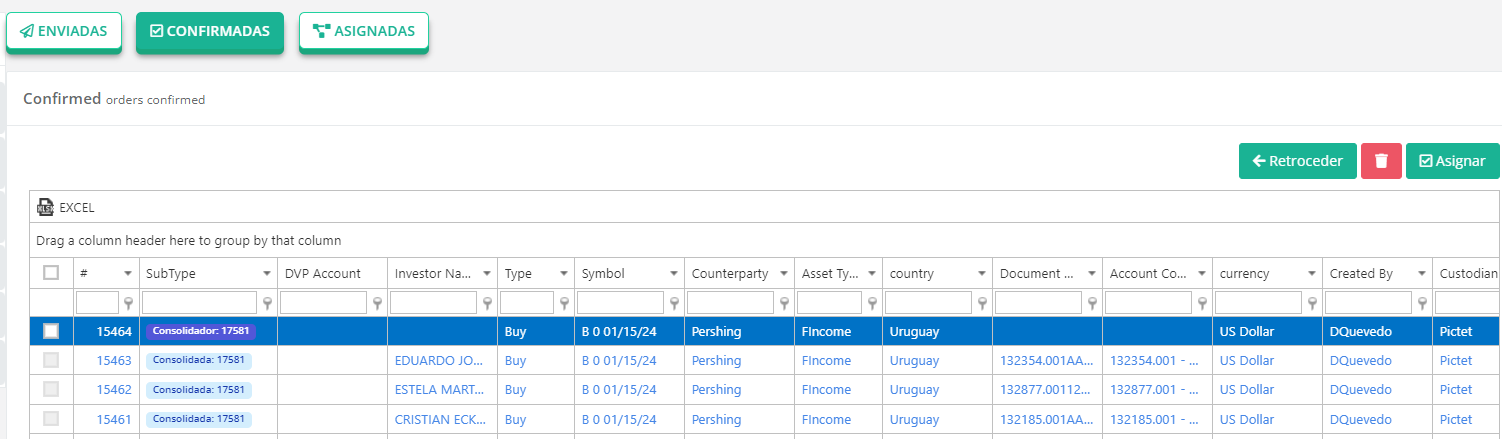 ENVIADAS CONFIRMADAS ASIGNADAS
Confirmed orders confirmed
Retroceder Asignar
XLSX EXCEL
Drag a column header here to group by that column
# SubType DVP Account Investor Na... Type Symbol Counterparty Asset Ty... country Document ... Account Co... currency Created By Custodian
15464 Consolidador: 17581 Buy B 0 01/15/24 Pershing FIncome Uruguay US Dollar DQuevedo Pictet
15463 Consolidada: 17581 EDUARDO JO... Buy B 0 01/15/24 Pershing FIncome Uruguay 132354.001AA... 132354.001 - ... US Dollar DQuevedo Pictet
15462 Consolidada: 17581 ESTELA MART... Buy B 0 01/15/24 Pershing FIncome Uruguay 132877.00112... 132877.001 - ... US Dollar DQuevedo Pictet
15461 Consolidada: 17581 CRISTIAN ECK... Buy B 0 01/15/24 Pershing FIncome Uruguay 132185.001AA... 132185.001 - ... US Dollar DQuevedo Pictet